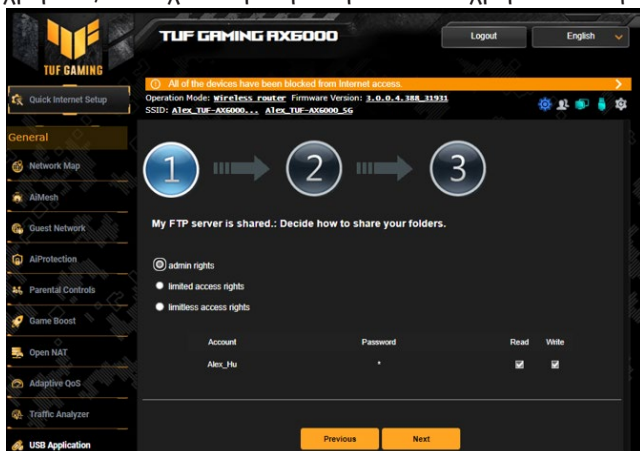 TUF GAMING AX6000
Logout
English
TUF GAMING
All of the devices have been blocked from Internet access.
Quick Internet Setup
Operation Mode: Wireless router Firmware Version: 3.0.0.4.388_31931
SSID: Alex_TUF-AX6000... Alex_TUF-AX6000_5G
General
Network Map
AiMesh
Guest Network
AiProtection
Parental Controls
Game Boost
Open NAT
Adaptive QoS
Traffic Analyzer
USB Application
1
2
3
My FTP server is shared.: Decide how to share your folders.
admin rights
limited access rights
limitless access rights
Account Password Read Write
Alex_Hu *
Previous Next